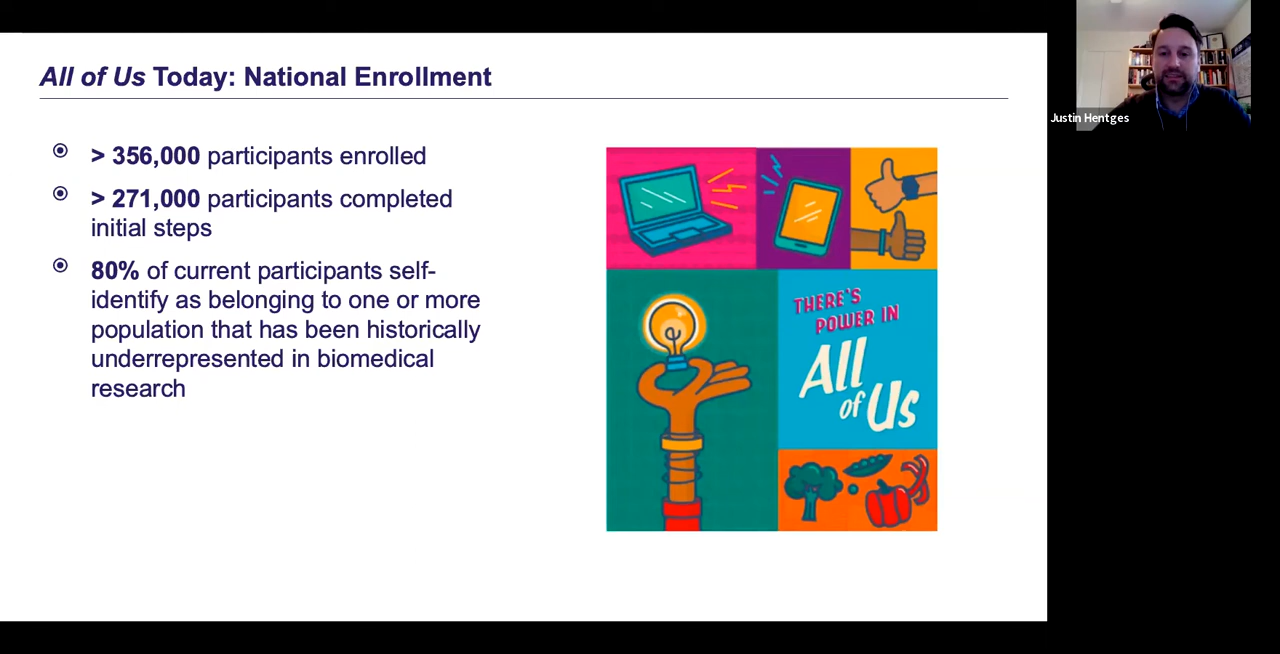 All of Us Today: National Enrollment
> 356,000 participants enrolled
> 271,000 participants completed
initial steps
80% of current participants self-
identify as belonging to one or more
population that has been historically
underrepresented in biomedical
research
THERE'S
POWER IN
All
of Us
Justin Hentges